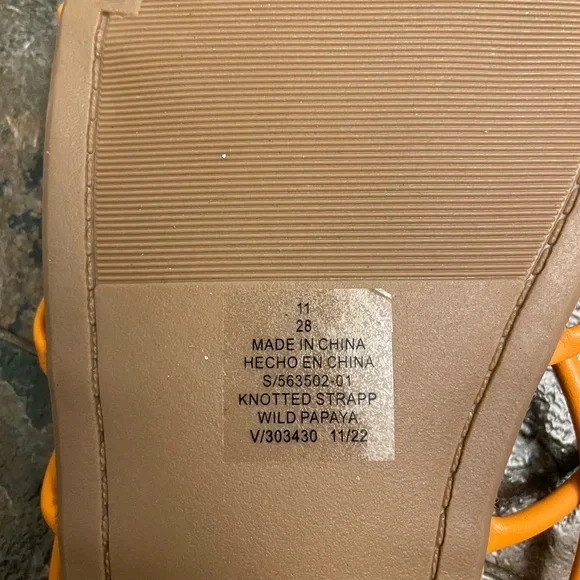 11
28
MADE IN CHINA
HECHO EN CHINA
S/563502-01
KNOTTED STRAPP
WILD PAPAYA
V/303430 11/22